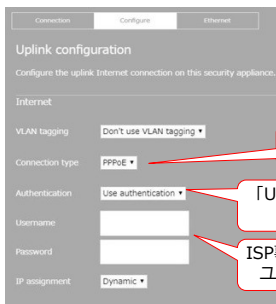 Connection Configure Ethernet
Uplink configuration
Configure the uplink Internet connection on this security appliance.
Internet
VLAN tagging Don't use VLAN tagging
Connection type PPPoE
Authentication Use authentication
「U
Username
Password
ISP
ユ
IP assignment Dynamic